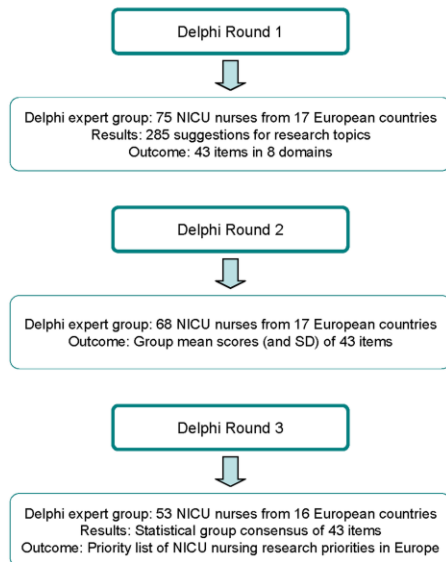 Delphi Round 1
Delphi expert group: 75 NICU nurses from 17 European countries
Results: 285 suggestions for research topics
Outcome: 43 items in 8 domains
Delphi Round 2
Delphi expert group: 68 NICU nurses from 17 European countries
Outcome: Group mean scores (and SD) of 43 items
Delphi Round 3
Delphi expert group: 53 NICU nurses from 16 European countries
Results: Statistical group consensus of 43 items
Outcome: Priority list of NICU nursing research priorities in Europe